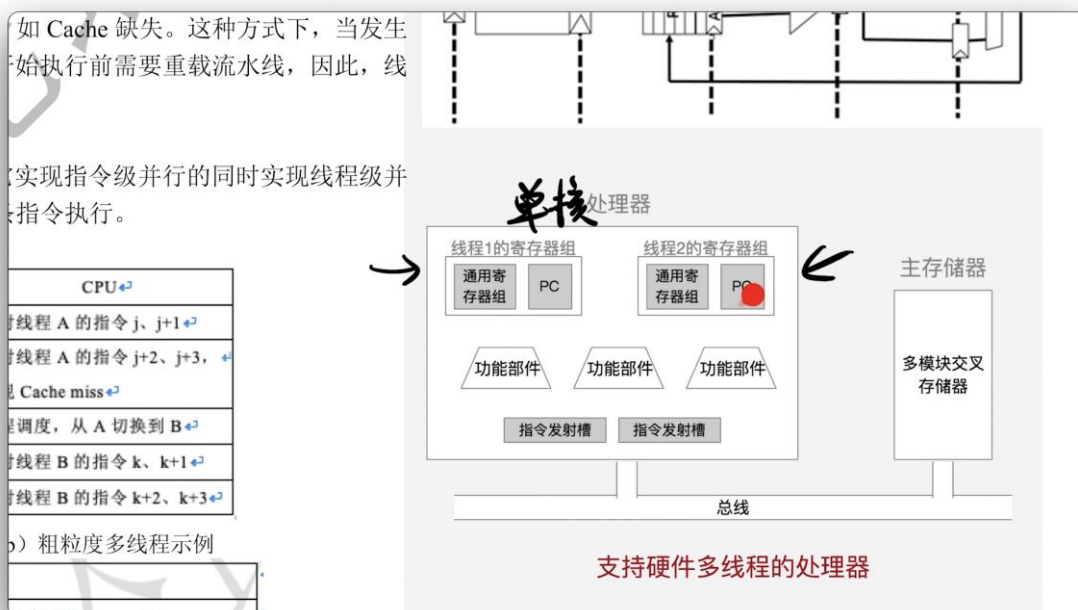 如 Cache 缺失。这种方式下，当发生
始执行前需要重载流水线，因此，线
实现指令级并行的同时实现线程级并
指令执行。
CPU
线程 A 的指令 j、j+1
线程 A 的指令 j+2、j+3，
Cache miss
调度，从 A 切换到 B
线程 B 的指令 k、k+1
线程 B 的指令 k+2、k+3
b）粗粒度多线程示例
单核处理器
线程1的寄存器组
线程2的寄存器组
通用寄
存器组
PC
通用寄
存器组
PC
功能部件
功能部件
功能部件
指令发射槽
指令发射槽
主存储器
多模块交叉
存储器
总线
支持硬件多线程的处理器